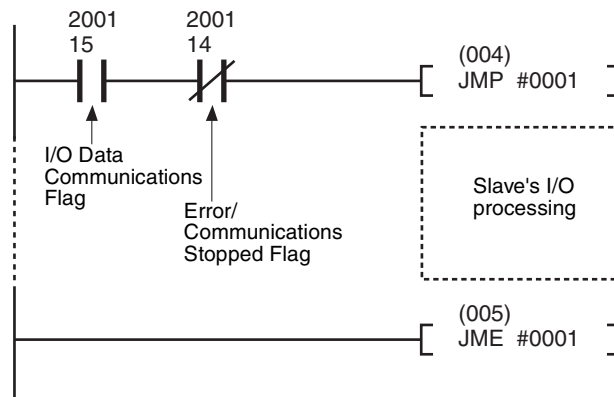 2001
15
2001
14
(004)
JMP #0001
I/O Data
Communications
Flag
Error/
Communications
Stopped Flag
Slave's I/O
processing
(005)
JME #0001